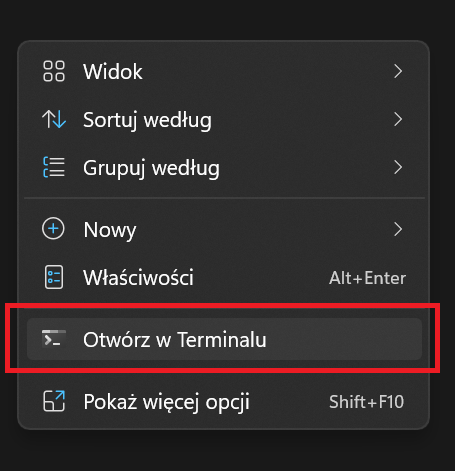 Widok
Sortuj według
Grupuj według
Nowy
Właściwości Alt+Enter
Otwórz w Terminalu
Pokaż więcej opcji Shift+F10